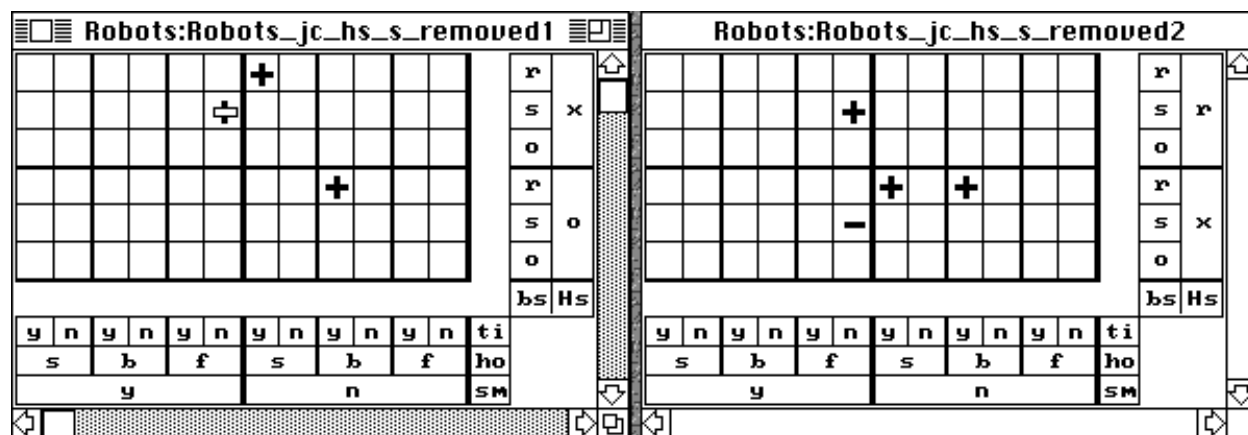 Robots:Robots_jc_hs_s_removed1
r
s x
o
r
s o
o
bs Hs
y n y n y n y n y n y n ti
s b f s b f ho
y n sm
Robots:Robots_jc_hs_s_removed2
r
s r
o
r
s x
o
bs Hs
y n y n y n y n y n y n ti
s b f s b f ho
y n sm